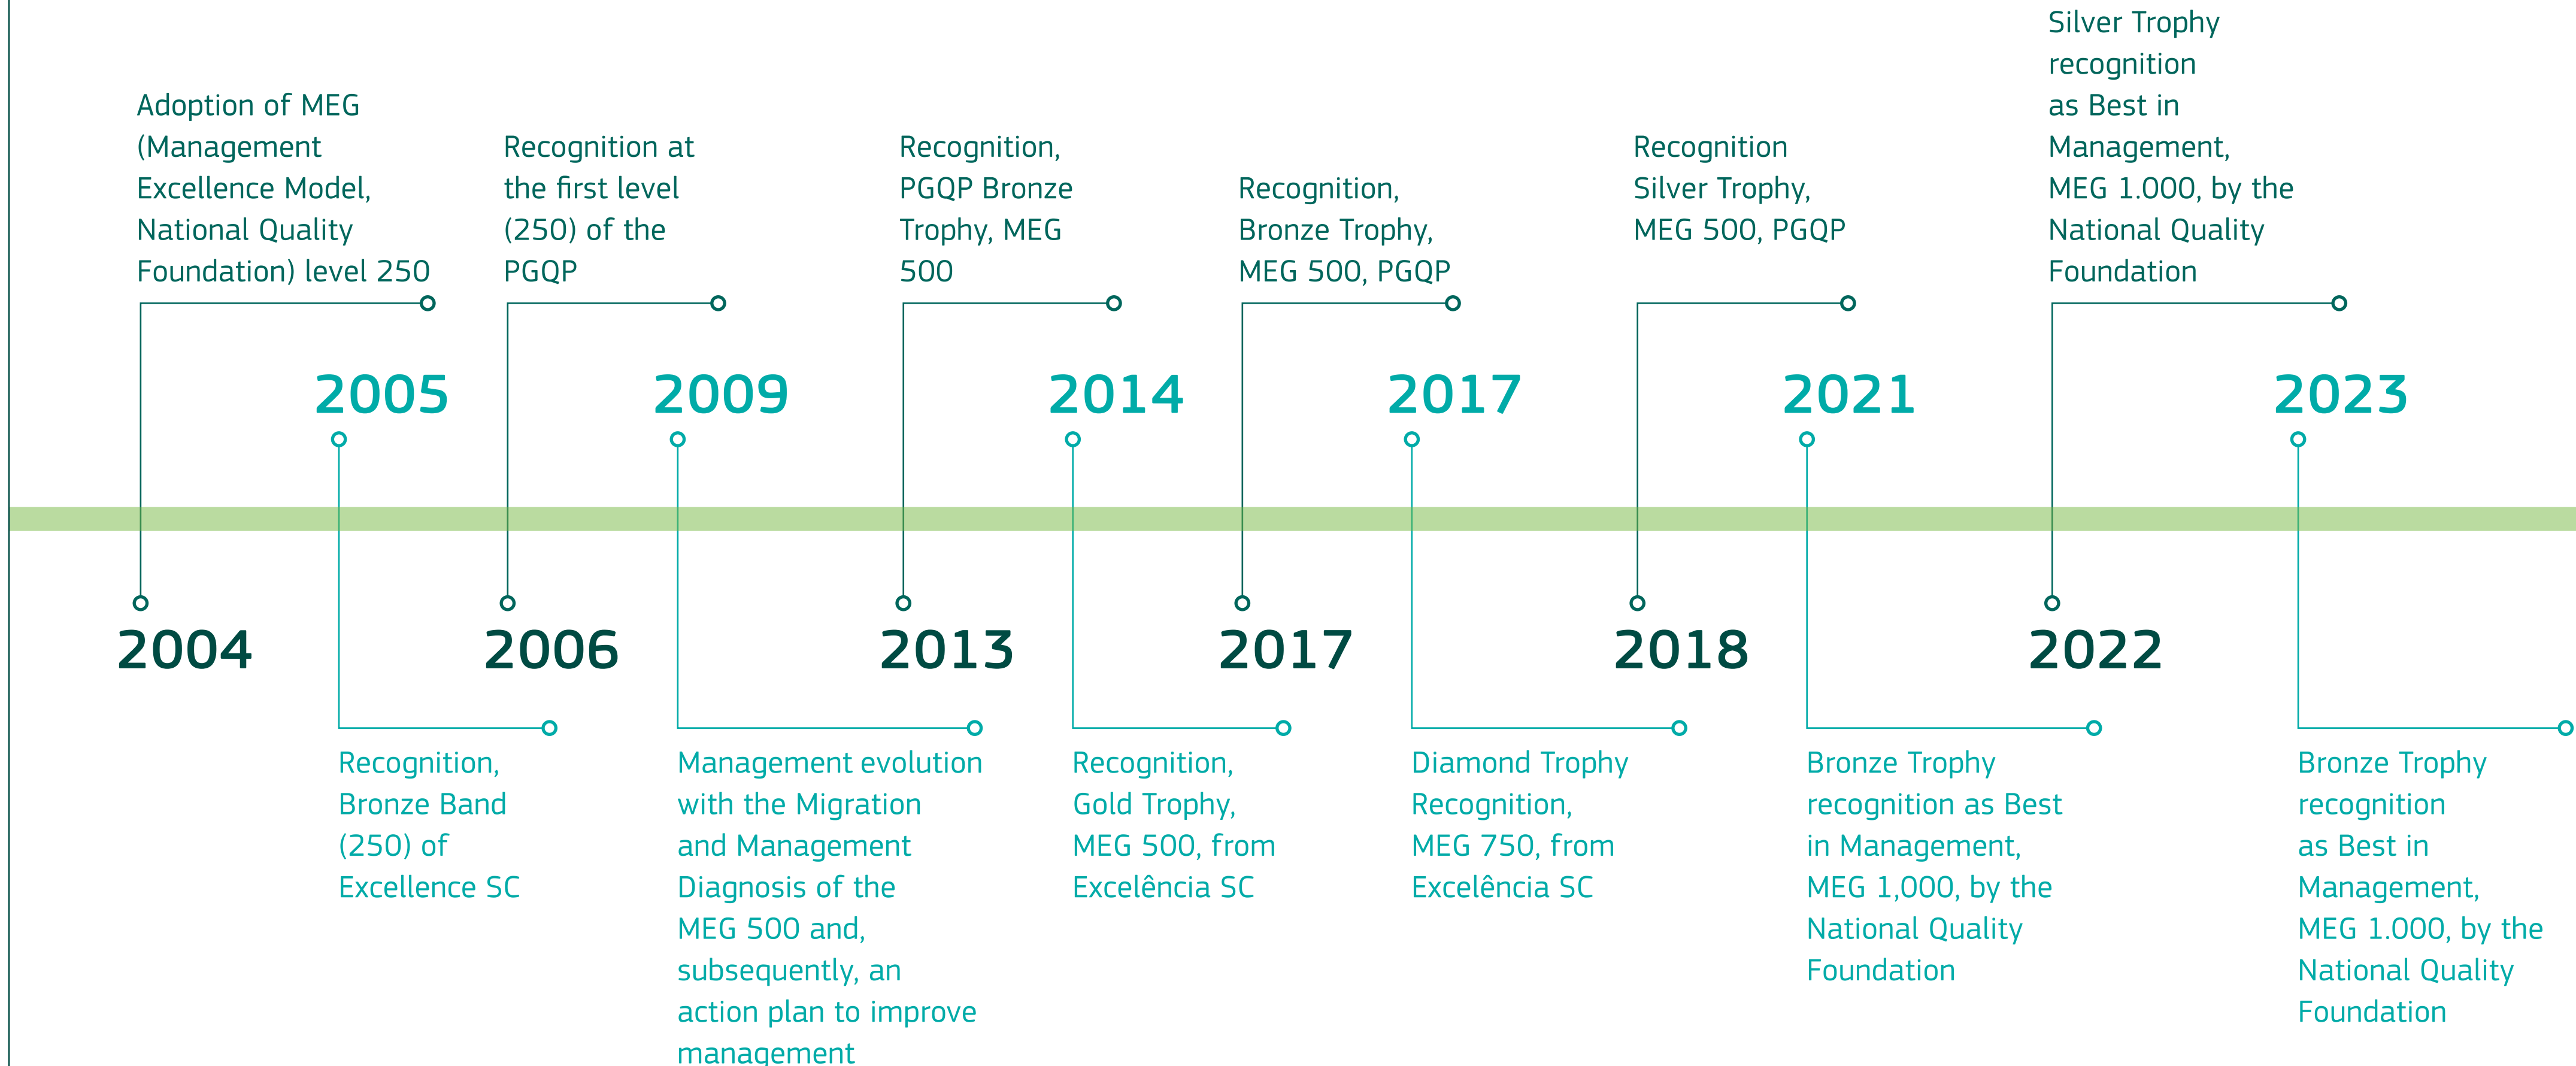 Adoption of MEG
(Management
Excellence Model,
National Quality
Foundation) level 250
2004
2005
Recognition,
Bronze Band
(250) of
Excellence SC
Recognition at
the first level
(250) of the
PGQP
2006
2009
Management evolution
with the Migration
and Management
Diagnosis of the
MEG 500 and,
subsequently, an
action plan to improve
management
Recognition,
PGQP Bronze
Trophy, MEG
500
2013
2014
Recognition,
Gold Trophy,
MEG 500, from
Excelência SC
Recognition,
Bronze Trophy,
MEG 500, PGQP
2017
2017
Diamond Trophy
Recognition,
MEG 750, from
Excelência SC
Recognition
Silver Trophy,
MEG 500, PGQP
2018
2021
Bronze Trophy
recognition as Best
in Management,
MEG 1,000, by the
National Quality
Foundation
Silver Trophy
recognition
as Best in
Management,
MEG 1.000, by the
National Quality
Foundation
2022
2023
Bronze Trophy
recognition
as Best in
Management,
MEG 1.000, by the
National Quality
Foundation